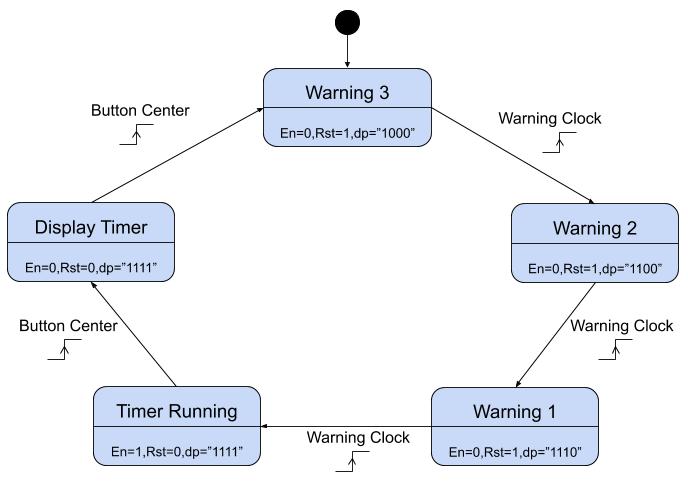 Warning 3
En=0,Rst=1,dp=”1000”
Button Center
Warning Clock
Display Timer
En=0,Rst=0,dp=”1111”
Warning 2
En=0,Rst=1,dp=”1100”
Button Center
Warning Clock
Timer Running
En=1,Rst=0,dp=”1111”
Warning Clock
Warning 1
En=0,Rst=1,dp=”1110”